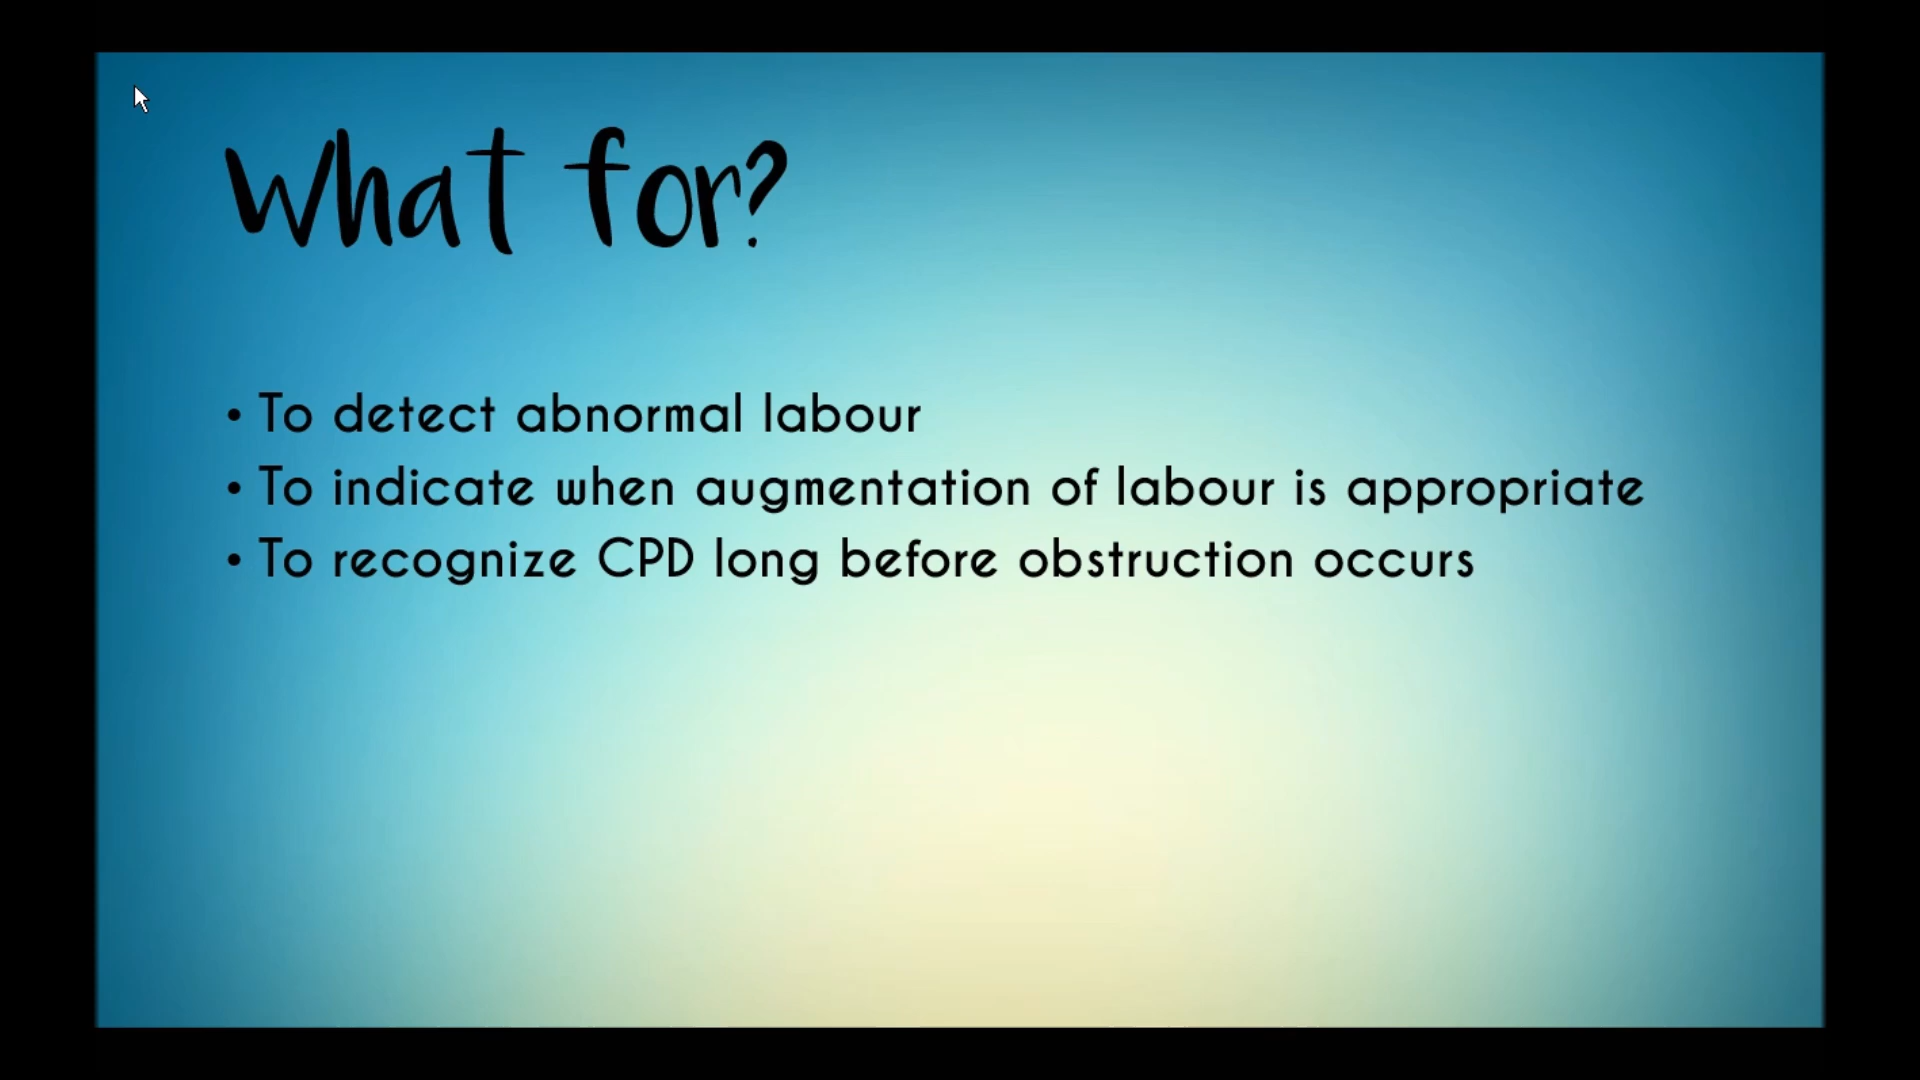 What for?
• To detect abnormal labour
• To indicate when augmentation of labour is appropriate
• To recognize CPD long before obstruction occurs